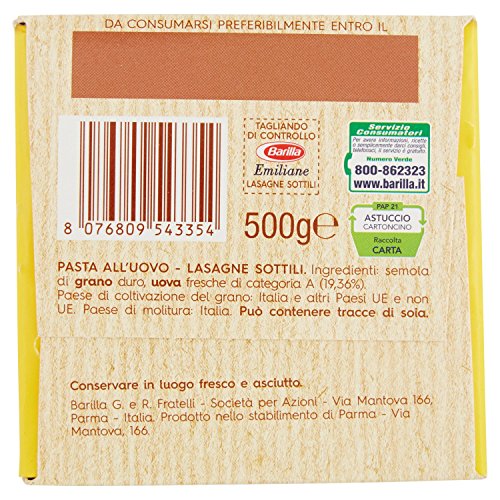 DA CONSUMARSI PREFERIBILMENTE ENTRO IL
TAGLIANDO
DI CONTROLLO
Barilla
Emiliane
LASAGNE SOTTILI
8 076809 543354
500g℮
Servizio
Consumatori
Per avere informazioni, ricette
o semplicemente darci consigli,
telefonaci, il servizio è gratuito.
Numero Verde
800-862323
www.barilla.it
PAP 21
ASTUCCIO
CARTONCINO
Raccolta
CARTA
PASTA ALL'UOVO - LASAGNE SOTTILI. Ingredienti: semola
di grano duro, uova fresche di categoria A (19,36%).
Paese di coltivazione del grano: Italia e altri Paesi UE e non
UE. Paese di molitura: Italia. Può contenere tracce di soia.
Conservare in luogo fresco e asciutto.
Barilla G. e R. Fratelli - Società per Azioni - Via Mantova 166,
Parma - Italia. Prodotto nello stabilimento di Parma - Via
Mantova, 166.